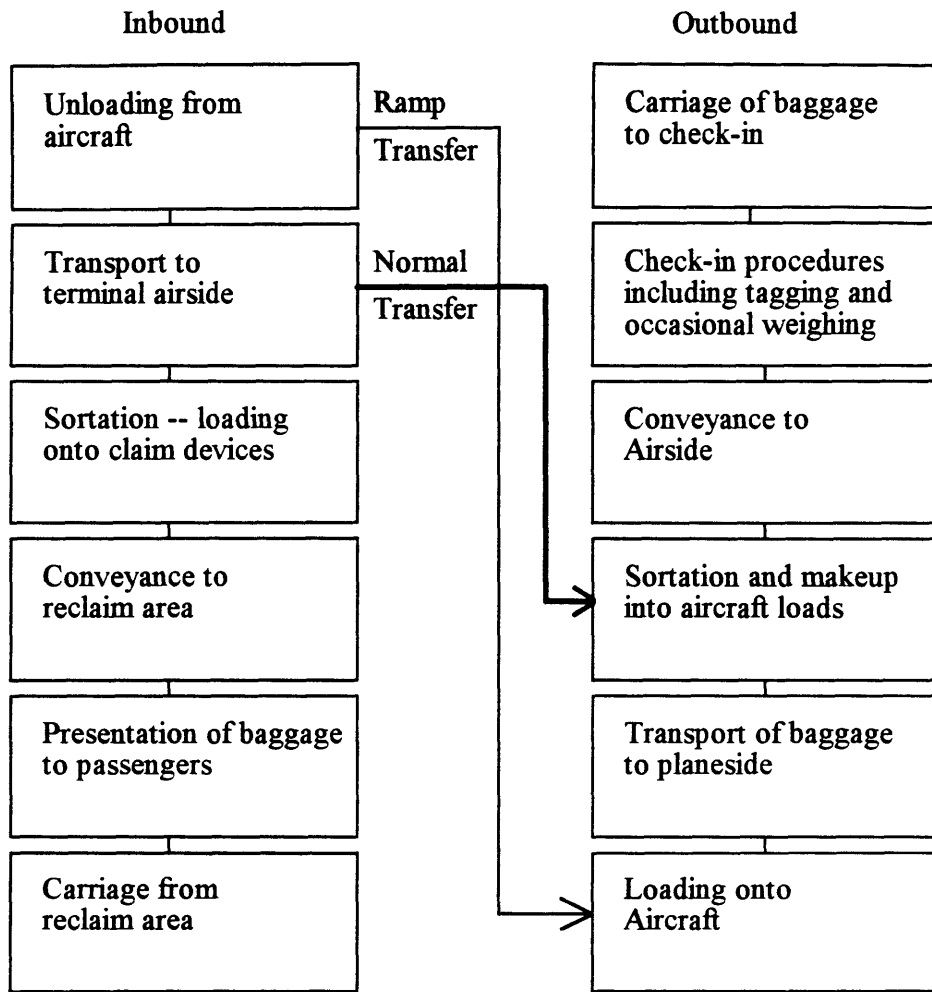 Inbound
Outbound
Unloading from
aircraft
Ramp
Transfer
Carriage of baggage
to check-in
Transport to
terminal airside
Normal
Transfer
Check-in procedures
including tagging and
occasional weighing
Sortation -- loading
onto claim devices
Conveyance to
Airside
Conveyance to
reclaim area
Sortation and makeup
into aircraft loads
Presentation of baggage
to passengers
Transport of baggage
to planeside
Carriage from
reclaim area
Loading onto
Aircraft